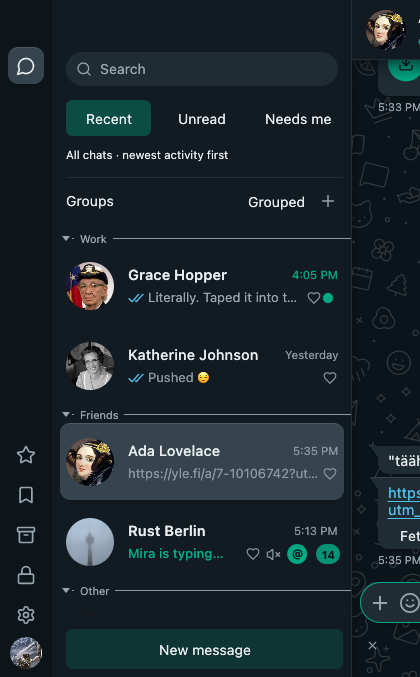 Search
Recent
Unread
Needs me
All chats · newest activity first
Groups
Grouped
Work
Grace Hopper
4:05 PM
Literally. Taped it into t…
Katherine Johnson
Yesterday
Pushed 😏
Friends
Ada Lovelace
5:35 PM
https://yle.fi/a/7-10106742?ut…
Rust Berlin
5:13 PM
Mira is typing…
@
14
Other
New message
5:33 PM
"tääh
https
utm_
Fet
5:35 PM